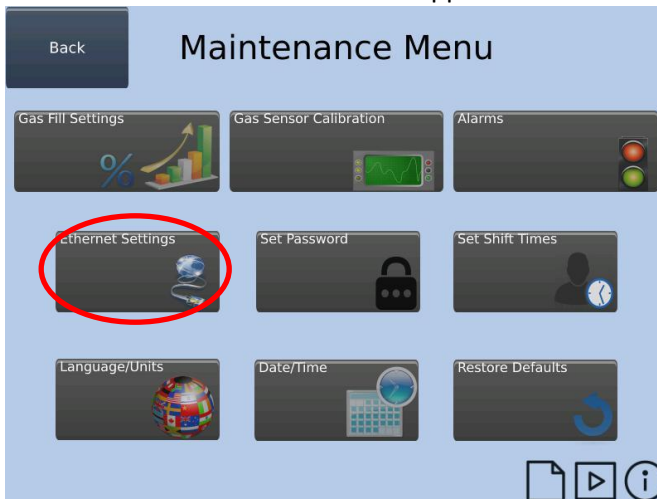 Back
Maintenance Menu
Gas Fill Settings
Gas Sensor Calibration
Alarms
%
Ethernet Settings
Set Password
Set Shift Times
Language/Units
Date/Time
Restore Defaults
i